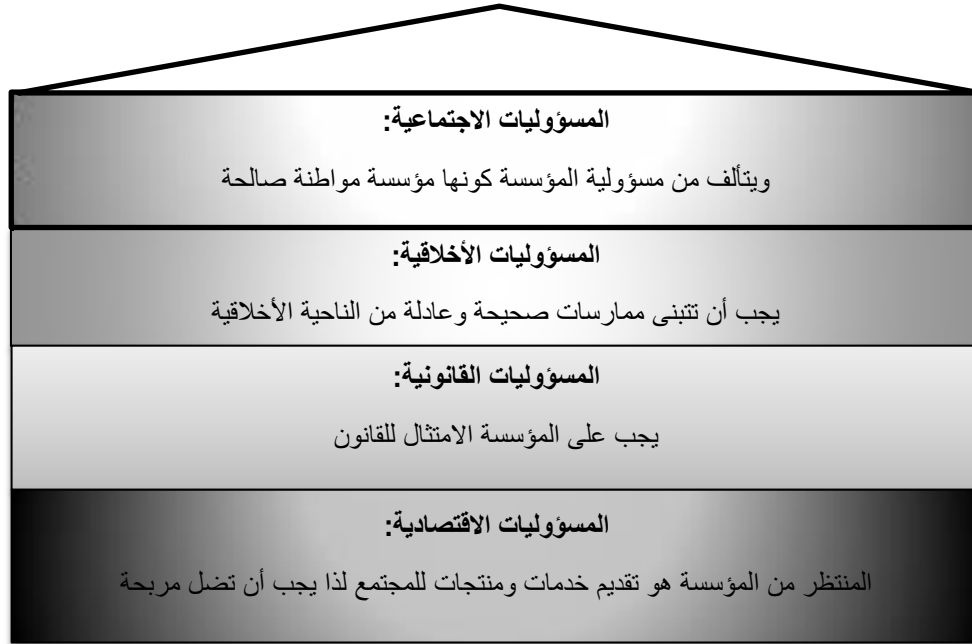 المسؤوليات الاجتماعية:
ويتألف من مسؤولية المؤسسة كونها مؤسسة مواطنة صالحة
المسؤوليات الأخلاقية:
يجب أن تتبنى ممارسات صحيحة وعادلة من الناحية الأخلاقية
المسؤوليات القانونية:
يجب على المؤسسة الامتثال للقانون
المسؤوليات الاقتصادية:
المنتظر من المؤسسة هو تقديم خدمات ومنتجات للمجتمع لذا يجب أن تضل مربحة